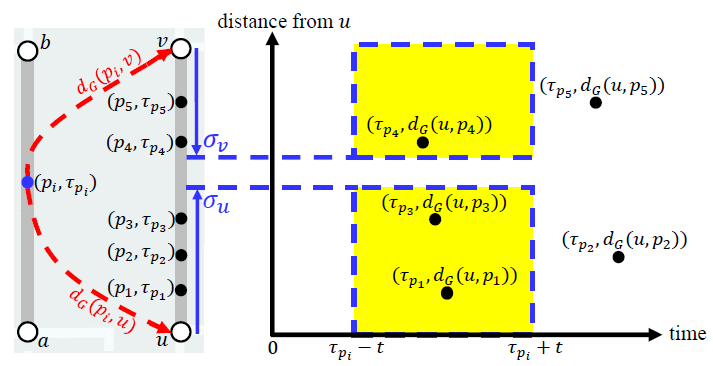 b
v
d_G(p_i, v)
(p_5, τ_{p_5})
(p_4, τ_{p_4})
σ_v
(p_i, τ_{p_i})
σ_u
(p_3, τ_{p_3})
(p_2, τ_{p_2})
(p_1, τ_{p_1})
d_G(p_i, u)
a
u
distance from u
(τ_{p_5}, d_G(u, p_5))
(τ_{p_4}, d_G(u, p_4))
(τ_{p_3}, d_G(u, p_3))
(τ_{p_2}, d_G(u, p_2))
(τ_{p_1}, d_G(u, p_1))
time
0
τ_{p_i} − t
τ_{p_i} + t